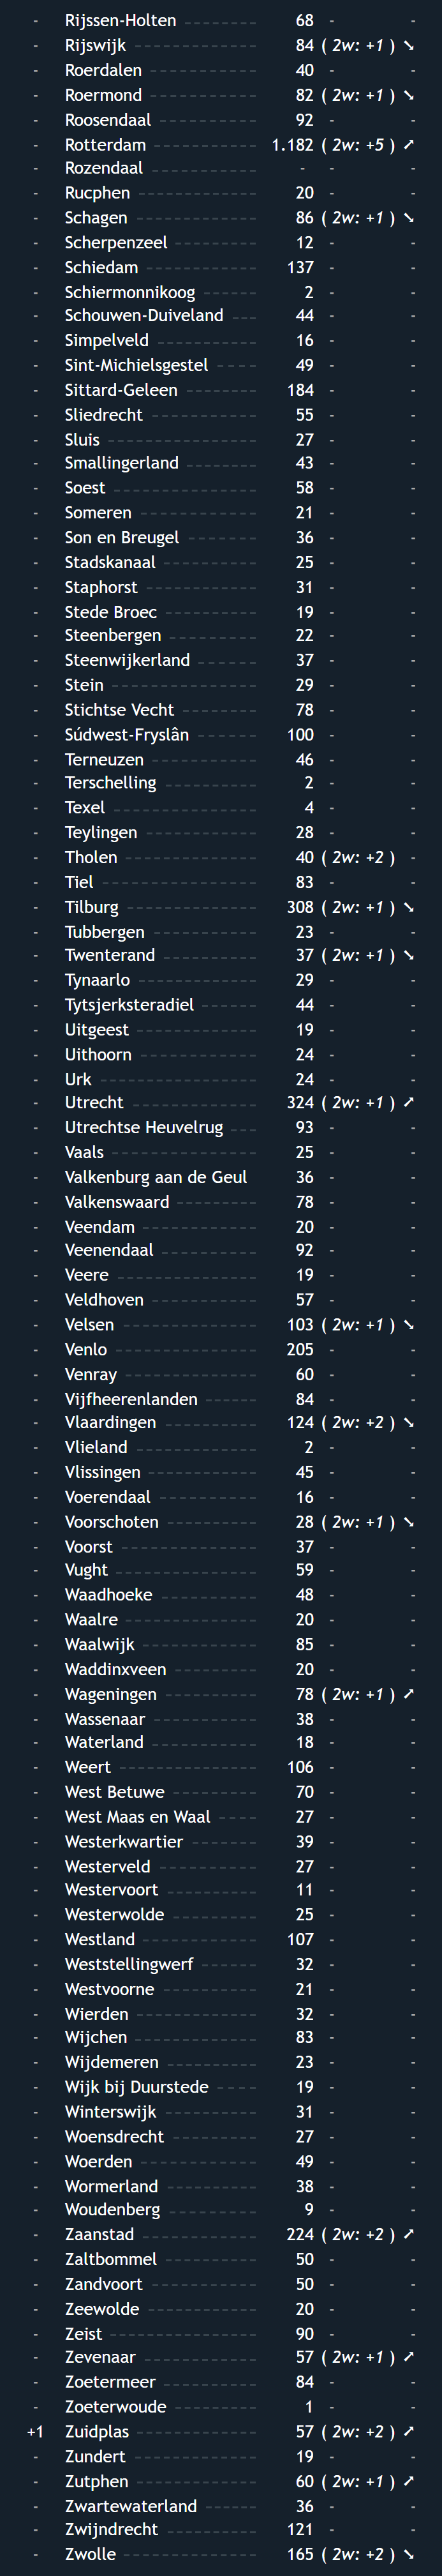 - Rijssen-Holten 68 - -
- Rijswijk 84 ( 2w: +1 ) ➘
- Roerdalen 40 - -
- Roermond 82 ( 2w: +1 ) ➘
- Roosendaal 92 - -
- Rotterdam 1.182 ( 2w: +5 ) ➚
- Rozendaal - - -
- Rucphen 20 - -
- Schagen 86 ( 2w: +1 ) ➘
- Scherpenzeel 12 - -
- Schiedam 137 - -
- Schiermonnikoog 2 - -
- Schouwen-Duiveland 44 - -
- Simpelveld 16 - -
- Sint-Michielsgestel 49 - -
- Sittard-Geleen 184 - -
- Sliedrecht 55 - -
- Sluis 27 - -
- Smallingerland 43 - -
- Soest 58 - -
- Someren 21 - -
- Son en Breugel 36 - -
- Stadskanaal 25 - -
- Staphorst 31 - -
- Stede Broec 19 - -
- Steenbergen 22 - -
- Steenwijkerland 37 - -
- Stein 29 - -
- Stichtse Vecht 78 - -
- Súdwest-Fryslân 100 - -
- Terneuzen 46 - -
- Terschelling 2 - -
- Texel 4 - -
- Teylingen 28 - -
- Tholen 40 ( 2w: +2 ) -
- Tiel 83 - -
- Tilburg 308 ( 2w: +1 ) ➘
- Tubbergen 23 - -
- Twenterand 37 ( 2w: +1 ) ➘
- Tynaarlo 29 - -
- Tytsjerksteradiel 44 - -
- Uitgeest 19 - -
- Uithoorn 24 - -
- Urk 24 - -
- Utrecht 324 ( 2w: +1 ) ➚
- Utrechtse Heuvelrug 93 - -
- Vaals 25 - -
- Valkenburg aan de Geul 36 - -
- Valkenswaard 78 - -
- Veendam 20 - -
- Veenendaal 92 - -
- Veere 19 - -
- Veldhoven 57 - -
- Velsen 103 ( 2w: +1 ) ➘
- Venlo 205 - -
- Venray 60 - -
- Vijfheerenlanden 84 - -
- Vlaardingen 124 ( 2w: +2 ) ➘
- Vlieland 2 - -
- Vlissingen 45 - -
- Voerendaal 16 - -
- Voorschoten 28 ( 2w: +1 ) ➘
- Voorst 37 - -
- Vught 59 - -
- Waadhoeke 48 - -
- Waalre 20 - -
- Waalwijk 85 - -
- Waddinxveen 20 - -
- Wageningen 78 ( 2w: +1 ) ➚
- Wassenaar 38 - -
- Waterland 18 - -
- Weert 106 - -
- West Betuwe 70 - -
- West Maas en Waal 27 - -
- Westerkwartier 39 - -
- Westerveld 27 - -
- Westervoort 11 - -
- Westerwolde 25 - -
- Westland 107 - -
- Weststellingwerf 32 - -
- Westvoorne 21 - -
- Wierden 32 - -
- Wijchen 83 - -
- Wijdemeren 23 - -
- Wijk bij Duurstede 19 - -
- Winterswijk 31 - -
- Woensdrecht 27 - -
- Woerden 49 - -
- Wormerland 38 - -
- Woudenberg 9 - -
- Zaanstad 224 ( 2w: +2 ) ➚
- Zaltbommel 50 - -
- Zandvoort 50 - -
- Zeewolde 20 - -
- Zeist 90 - -
- Zevenaar 57 ( 2w: +1 ) ➚
- Zoetermeer 84 - -
- Zoeterwoude 1 - -
+1 Zuidplas 57 ( 2w: +2 ) ➚
- Zundert 19 - -
- Zutphen 60 ( 2w: +1 ) ➚
- Zwartewaterland 36 - -
- Zwijndrecht 121 - -
- Zwolle 165 ( 2w: +2 ) ➘